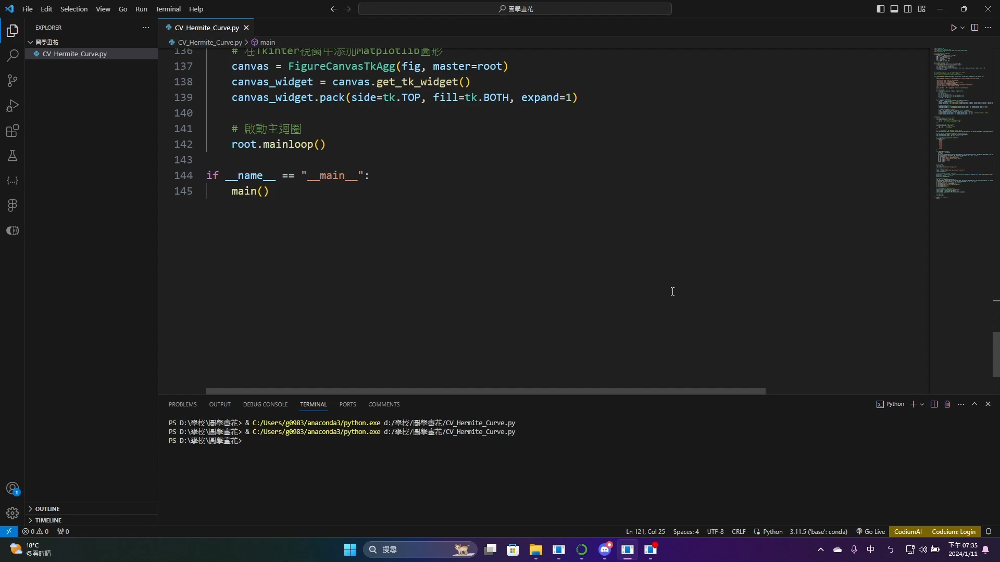 File Edit Selection View Go Run Terminal Help
圖學畫花
EXPLORER
圖學畫花
CV_Hermite_Curve.py
CV_Hermite_Curve.py
CV_Hermite_Curve.py > main
136 # 在Tkinter視窗中添加Matplotlib圖形
137 canvas = FigureCanvasTkAgg(fig, master=root)
138 canvas_widget = canvas.get_tk_widget()
139 canvas_widget.pack(side=tk.TOP, fill=tk.BOTH, expand=1)
140
141 # 啟動主迴圈
142 root.mainloop()
143
144 if __name__ == "__main__":
145 main()
PROBLEMS OUTPUT DEBUG CONSOLE TERMINAL PORTS COMMENTS
Python
PS D:\學校\圖學畫花> & C:/Users/g0983/anaconda3/python.exe d:/學校/圖學畫花/CV_Hermite_Curve.py
PS D:\學校\圖學畫花> & C:/Users/g0983/anaconda3/python.exe d:/學校/圖學畫花/CV_Hermite_Curve.py
PS D:\學校\圖學畫花>
1
OUTLINE
TIMELINE
0 0 0
Ln 121, Col 25 Spaces: 4 UTF-8 CRLF Python 3.11.5 ('base': conda) Go Live CodiumAI Codeium: Login
18°C
多雲時晴
搜尋
中 ㄅ
下午 07:35
2024/1/11